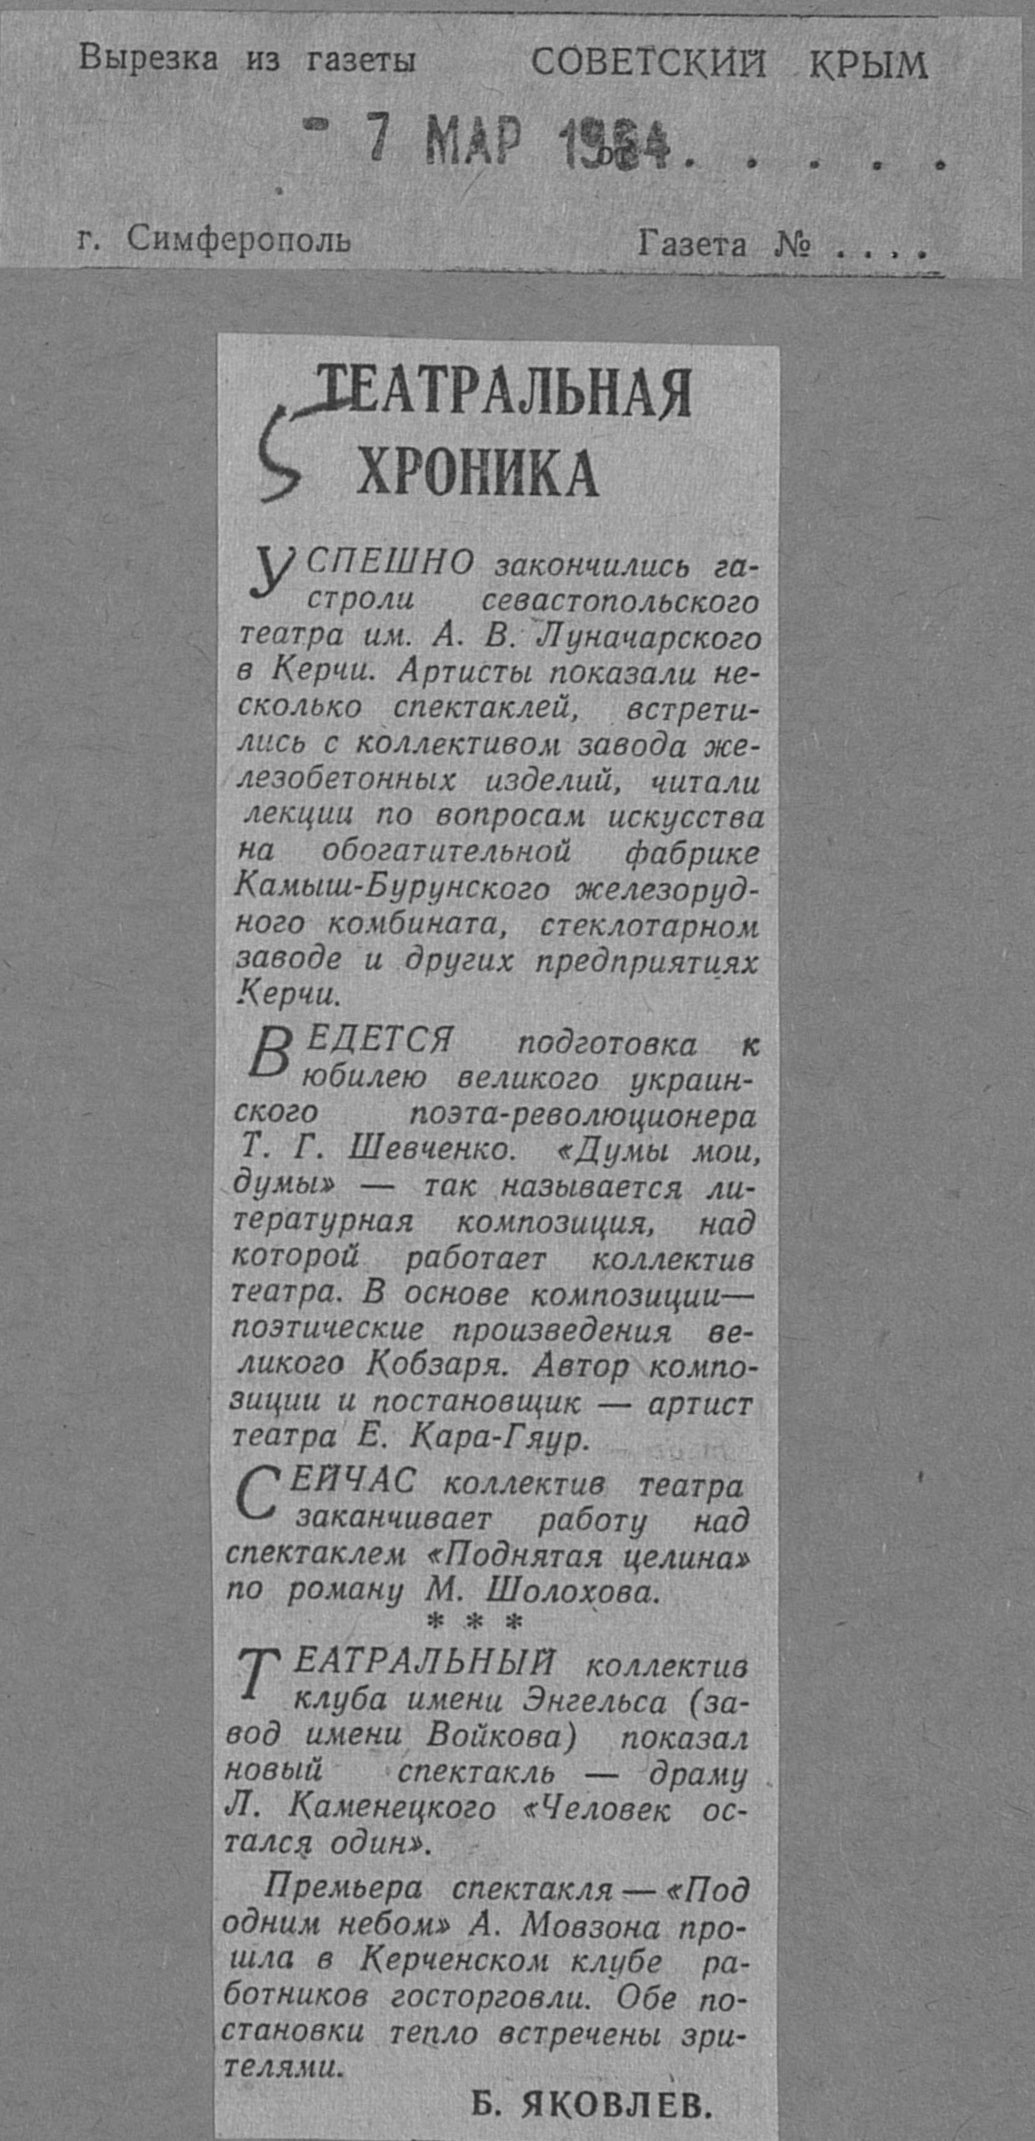 Вырезка из газеты СОВЕТСКИЙ КРЫМ
- 7 МАР 1964 . . . . .
г. Симферополь Газета № . . . .
ТЕАТРАЛЬНАЯ
ХРОНИКА
УСПЕШНО закончились га-
строли севастопольского
театра им. А. В. Луначарского
в Керчи. Артисты показали не-
сколько спектаклей, встрети-
лись с коллективом завода же-
лезобетонных изделий, читали
лекции по вопросам искусства
на обогатительной фабрике
Камыш-Бурунского железоруд-
ного комбината, стеклотарном
заводе и других предприятиях
Керчи.
ВЕДЕТСЯ подготовка к
юбилею великого украин-
ского поэта-революционера
Т. Г. Шевченко. «Думы мои,
думы» — так называется ли-
тературная композиция, над
которой работает коллектив
театра. В основе композиции—
поэтические произведения ве-
ликого Кобзаря. Автор компо-
зиции и постановщик — артист
театра Е. Кара-Гяур.
СЕЙЧАС коллектив театра
заканчивает работу над
спектаклем «Поднятая целина»
по роману М. Шолохова.
* * *
ТЕАТРАЛЬНЫЙ коллектив
клуба имени Энгельса (за-
вод имени Войкова) показал
новый спектакль — драму
Л. Каменецкого «Человек ос-
тался один».
Премьера спектакля — «Под
одним небом» А. Мовзона про-
шла в Керченском клубе ра-
ботников госторговли. Обе по-
становки тепло встречены зри-
телями.
Б. ЯКОВЛЕВ.